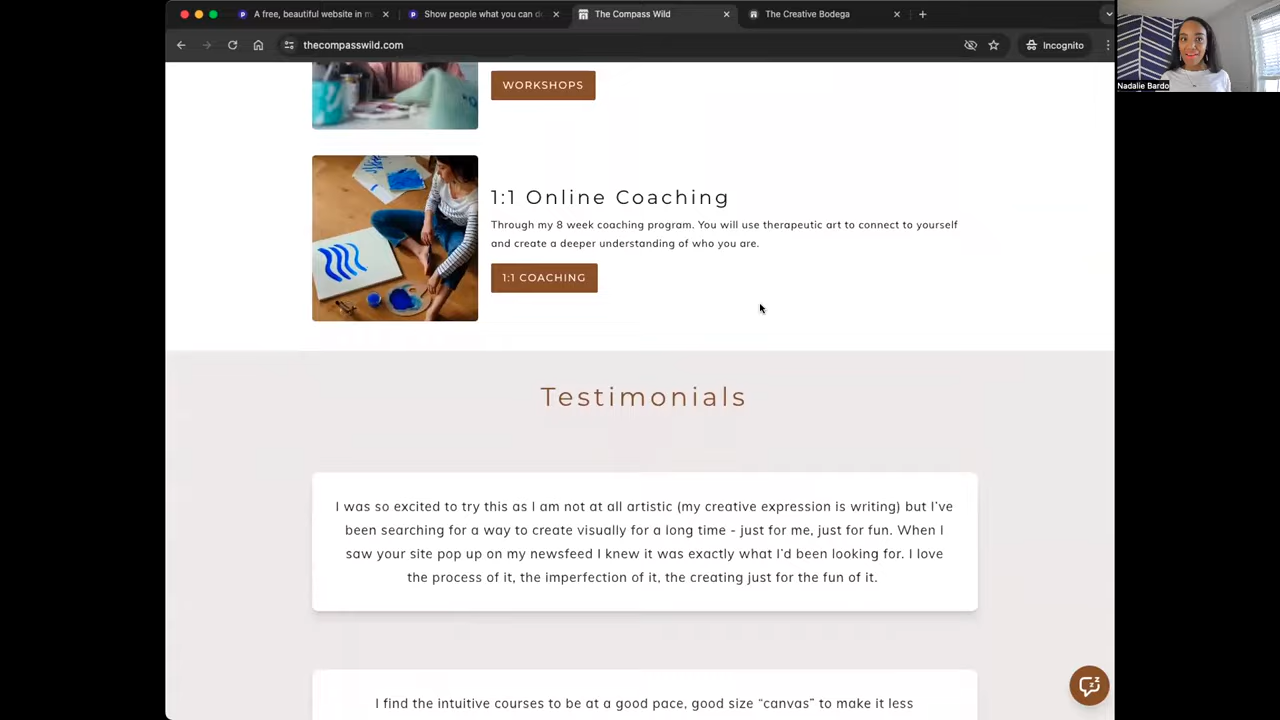 A free, beautiful website in m
Show people what you can d
The Compass Wild
The Creative Bodega
thecompasswild.com
Incognito
Nadalie Bardo
WORKSHOPS
1:1 Online Coaching
Through my 8 week coaching program. You will use therapeutic art to connect to yourself
and create a deeper understanding of who you are.
1:1 COACHING
Testimonials
I was so excited to try this as I am not at all artistic (my creative expression is writing) but I've
been searching for a way to create visually for a long time - just for me, just for fun. When I
saw your site pop up on my newsfeed I knew it was exactly what I'd been looking for. I love
the process of it, the imperfection of it, the creating just for the fun of it.
I find the intuitive courses to be at a good pace, good size “canvas” to make it less